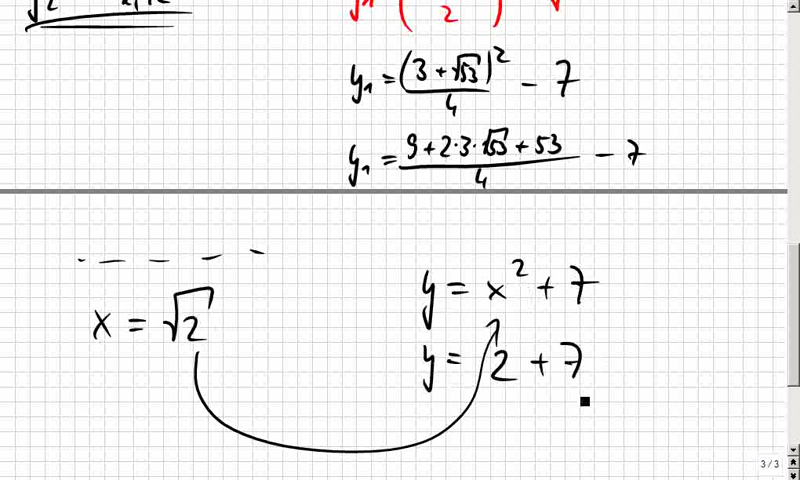 y₁ = (3 + √53)² / 4 - 7
y₁ = 9 + 2·3·√53 + 53 / 4 - 7
x = √2
y = x² + 7
y = 2 + 7
3 / 3